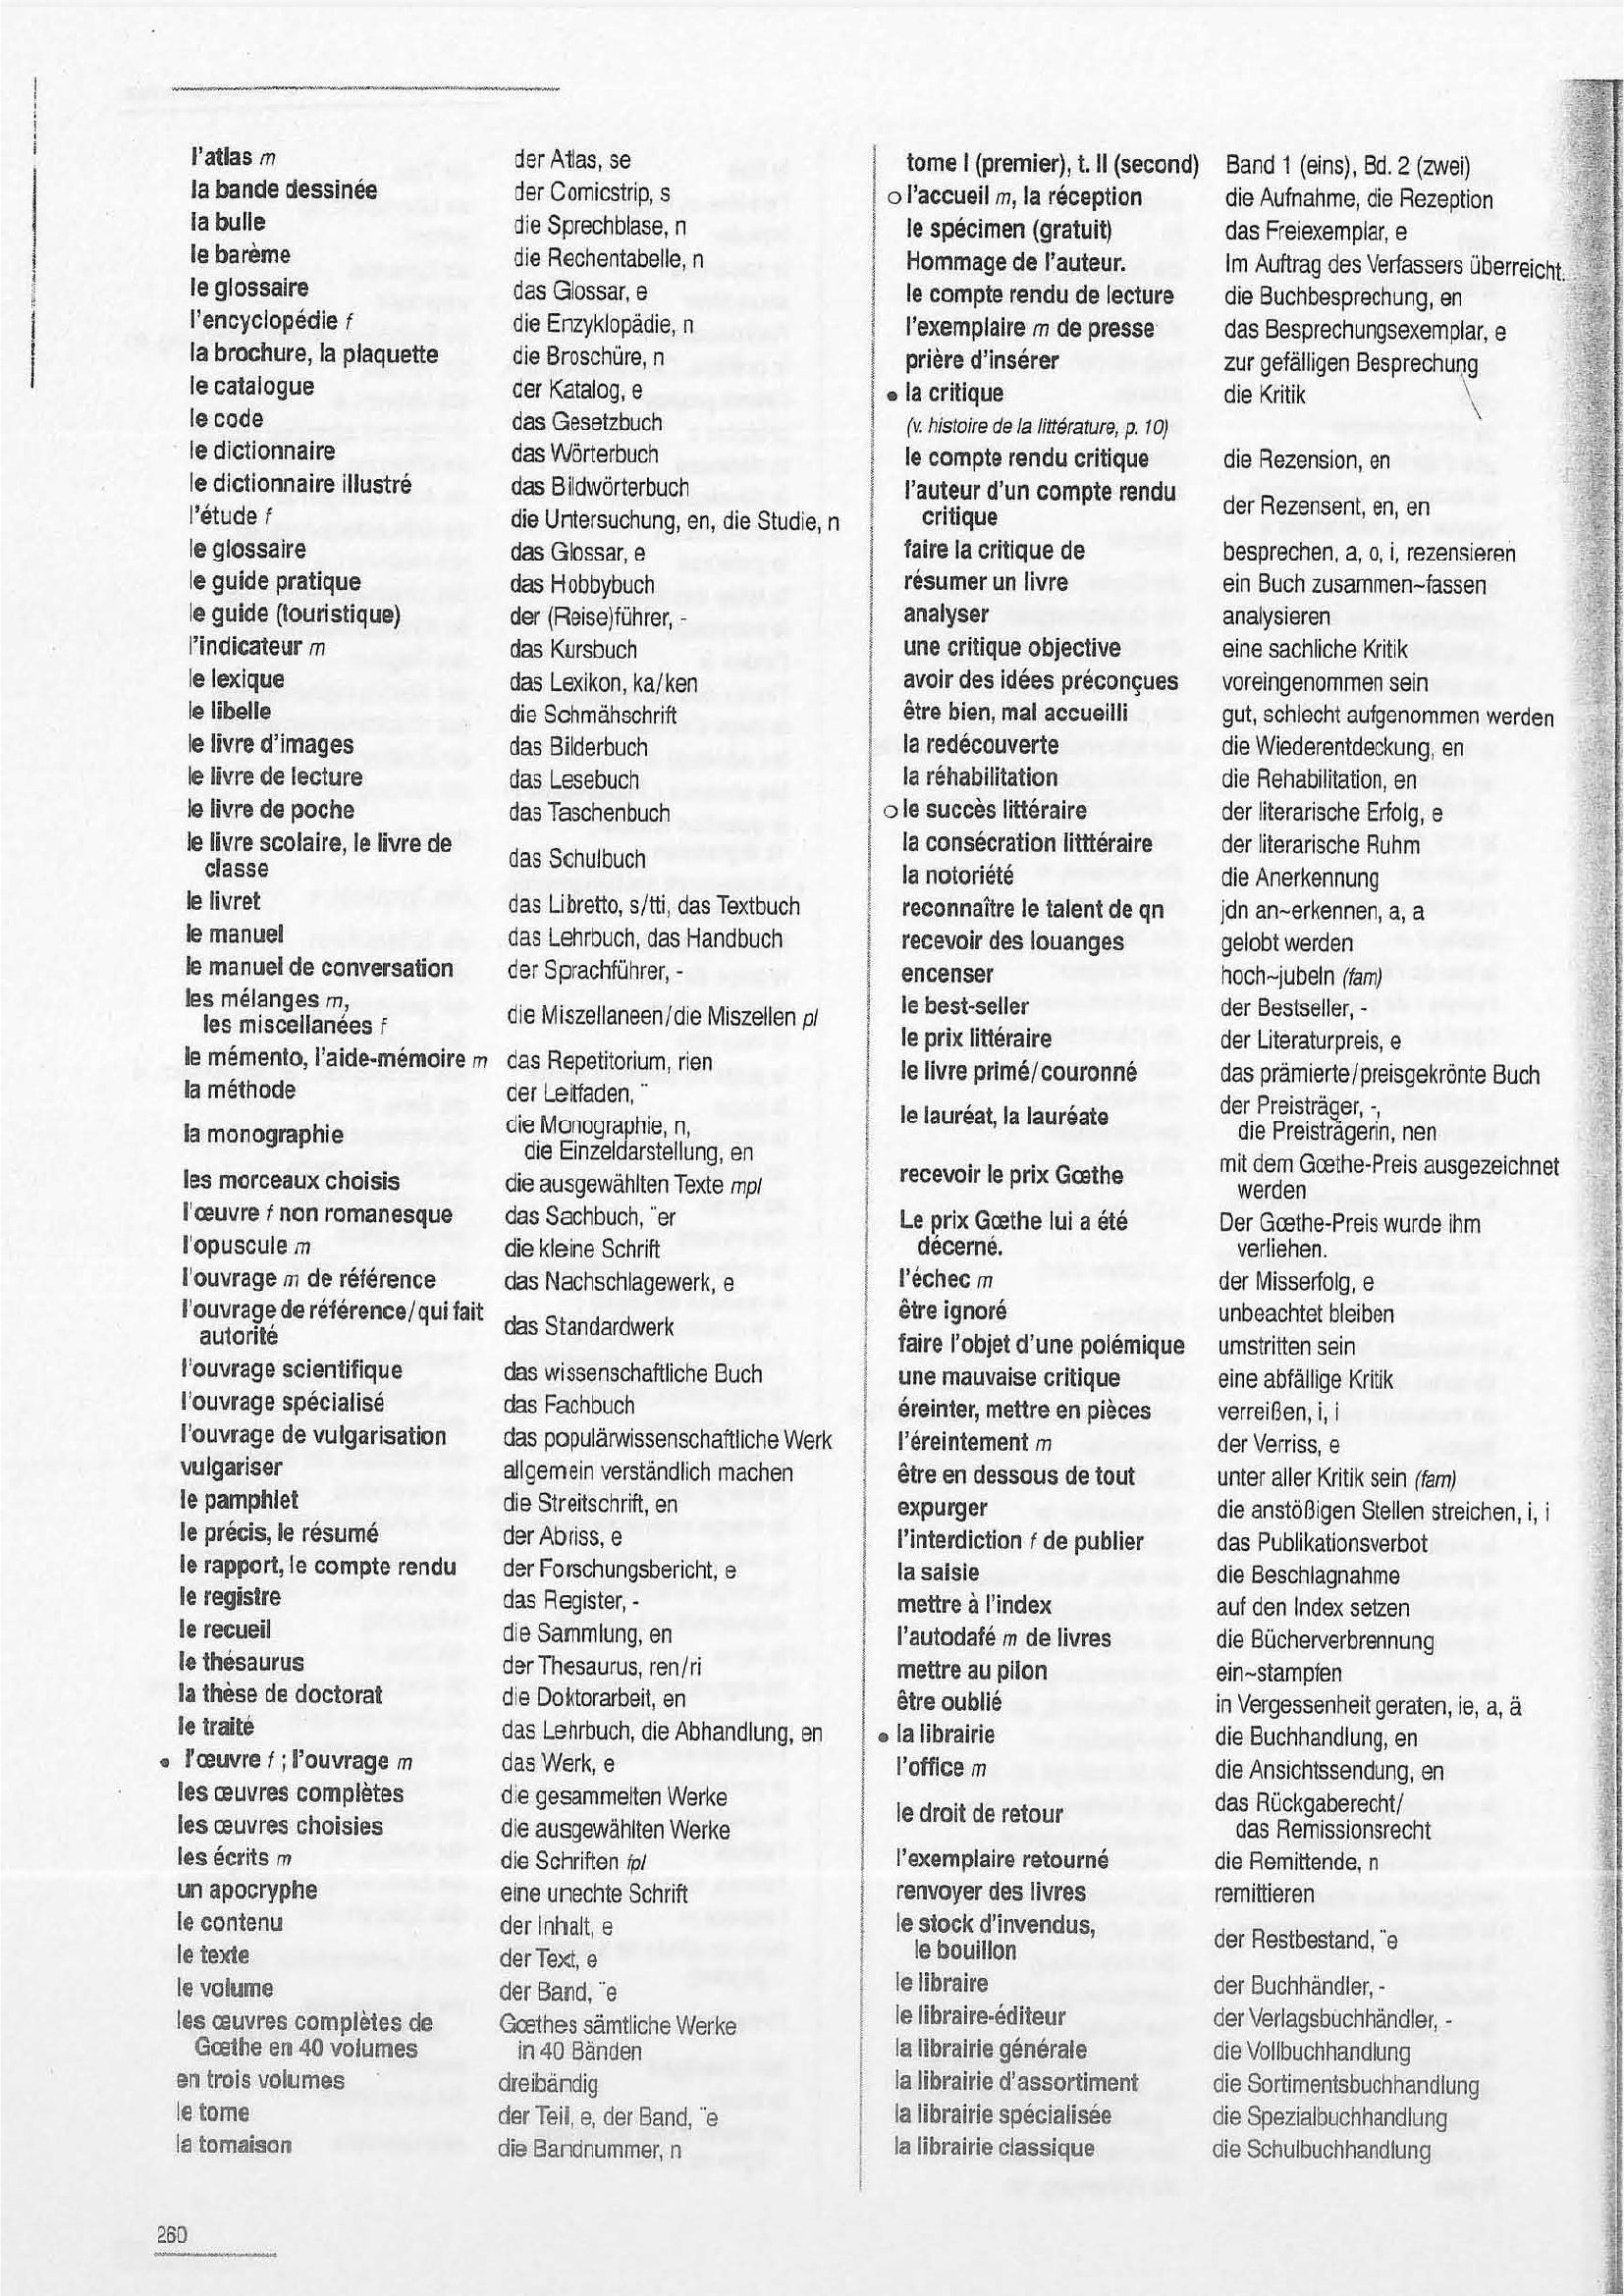 l'atlas m der Atlas, se
la bande dessinée der Comicstrip, s
la bulle die Sprechblase, n
le barème die Rechentabelle, n
le glossaire das Glossar, e
l'encyclopédie f die Enzyklopädie, n
la brochure, la plaquette die Broschüre, n
le catalogue der Katalog, e
le code das Gesetzbuch
le dictionnaire das Wörterbuch
le dictionnaire illustré das Bildwörterbuch
l'étude f die Untersuchung, en, die Studie, n
le glossaire das Glossar, e
le guide pratique das Hobbybuch
le guide (touristique) der (Reise)führer, -
l'indicateur m das Kursbuch
le lexique das Lexikon, ka/ken
le libelle die Schmähschrift
le livre d'images das Bilderbuch
le livre de lecture das Lesebuch
le livre de poche das Taschenbuch
le livre scolaire, le livre de
classe das Schulbuch
le livret das Libretto, s/tti, das Textbuch
le manuel das Lehrbuch, das Handbuch
le manuel de conversation der Sprachführer, -
les mélanges m,
les miscellanées f die Miszellaneen/die Miszellen pl
le mémento, l'aide-mémoire m das Repetitorium, rien
la méthode der Leitfaden, ¨
la monographie die Monographie, n,
die Einzeldarstellung, en
les morceaux choisis die ausgewählten Texte mpl
l'œuvre f non romanesque das Sachbuch, ¨er
l'opuscule m die kleine Schrift
l'ouvrage m de référence das Nachschlagewerk, e
l'ouvrage de référence/qui fait
autorité das Standardwerk
l'ouvrage scientifique das wissenschaftliche Buch
l'ouvrage spécialisé das Fachbuch
l'ouvrage de vulgarisation das populärwissenschaftliche Werk
vulgariser allgemein verständlich machen
le pamphlet die Streitschrift, en
le précis, le résumé der Abriss, e
le rapport, le compte rendu der Forschungsbericht, e
le registre das Register, -
le recueil die Sammlung, en
le thésaurus der Thesaurus, ren/ri
la thèse de doctorat die Doktorarbeit, en
le traité das Lehrbuch, die Abhandlung, en
• l'œuvre f ; l'ouvrage m das Werk, e
les œuvres complètes die gesammelten Werke
les œuvres choisies die ausgewählten Werke
les écrits m die Schriften fpl
un apocryphe eine unechte Schrift
le contenu der Inhalt, e
le texte der Text, e
le volume der Band, ¨e
les œuvres complètes de Gœthes sämtliche Werke
Gœthe en 40 volumes in 40 Bänden
en trois volumes dreibändig
le tome der Teil, e, der Band, ¨e
la tomaison die Bandnummer, n
tome I (premier), t. II (second) Band 1 (eins), Bd. 2 (zwei)
o l'accueil m, la réception die Aufnahme, die Rezeption
le spécimen (gratuit) das Freiexemplar, e
Hommage de l'auteur. Im Auftrag des Verfassers überreicht.
le compte rendu de lecture die Buchbesprechung, en
l'exemplaire m de presse das Besprechungsexemplar, e
prière d'insérer zur gefälligen Besprechung
• la critique die Kritik
(v. histoire de la littérature, p. 10)
le compte rendu critique die Rezension, en
l'auteur d'un compte rendu
critique der Rezensent, en, en
faire la critique de besprechen, a, o, i, rezensieren
résumer un livre ein Buch zusammen~fassen
analyser analysieren
une critique objective eine sachliche Kritik
avoir des idées préconçues voreingenommen sein
être bien, mal accueilli gut, schlecht aufgenommen werden
la redécouverte die Wiederentdeckung, en
la réhabilitation die Rehabilitation, en
o le succès littéraire der literarische Erfolg, e
la consécration litttéraire der literarische Ruhm
la notoriété die Anerkennung
reconnaître le talent de qn jdn an~erkennen, a, a
recevoir des louanges gelobt werden
encenser hoch~jubeln (fam)
le best-seller der Bestseller, -
le prix littéraire der Literaturpreis, e
le livre primé/couronné das prämierte/preisgekrönte Buch
le lauréat, la lauréate der Preisträger, -,
die Preisträgerin, nen
recevoir le prix Gœthe mit dem Gœthe-Preis ausgezeichnet
werden
Le prix Gœthe lui a été Der Gœthe-Preis wurde ihm
décerné. verliehen.
l'échec m der Misserfolg, e
être ignoré unbeachtet bleiben
faire l'objet d'une polémique umstritten sein
une mauvaise critique eine abfällige Kritik
éreinter, mettre en pièces verreißen, i, i
l'éreintement m der Verriss, e
être en dessous de tout unter aller Kritik sein (fam)
expurger die anstößigen Stellen streichen, i, i
l'interdiction f de publier das Publikationsverbot
la saisie die Beschlagnahme
mettre à l'index auf den Index setzen
l'autodafé m de livres die Bücherverbrennung
mettre au pilon ein~stampfen
être oublié in Vergessenheit geraten, ie, a, ä
• la librairie die Buchhandlung, en
l'office m die Ansichtssendung, en
le droit de retour das Rückgaberecht/
das Remissionsrecht
l'exemplaire retourné die Remittende, n
renvoyer des livres remittieren
le stock d'invendus,
le bouillon der Restbestand, ¨e
le libraire der Buchhändler, -
le libraire-éditeur der Verlagsbuchhändler, -
la librairie générale die Vollbuchhandlung
la librairie d'assortiment die Sortimentsbuchhandlung
la librairie spécialisée die Spezialbuchhandlung
la librairie classique die Schulbuchhandlung
260